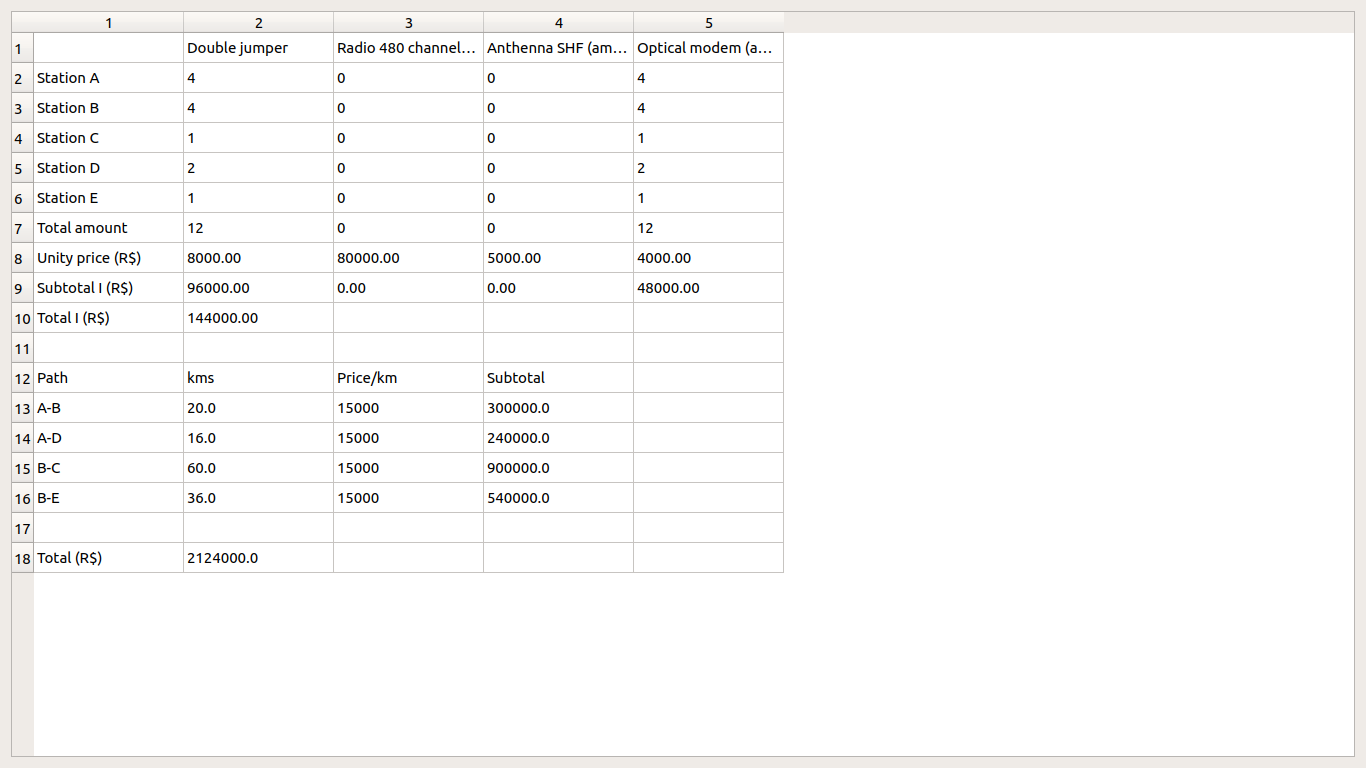 1 2 3 4 5
1 Double jumper Radio 480 channel... Anthenna SHF (am... Optical modem (a...
2 Station A 4 0 0 4
3 Station B 4 0 0 4
4 Station C 1 0 0 1
5 Station D 2 0 0 2
6 Station E 1 0 0 1
7 Total amount 12 0 0 12
8 Unity price (R$) 8000.00 80000.00 5000.00 4000.00
9 Subtotal I (R$) 96000.00 0.00 0.00 48000.00
10 Total I (R$) 144000.00
11
12 Path kms Price/km Subtotal
13 A-B 20.0 15000 300000.0
14 A-D 16.0 15000 240000.0
15 B-C 60.0 15000 900000.0
16 B-E 36.0 15000 540000.0
17
18 Total (R$) 2124000.0